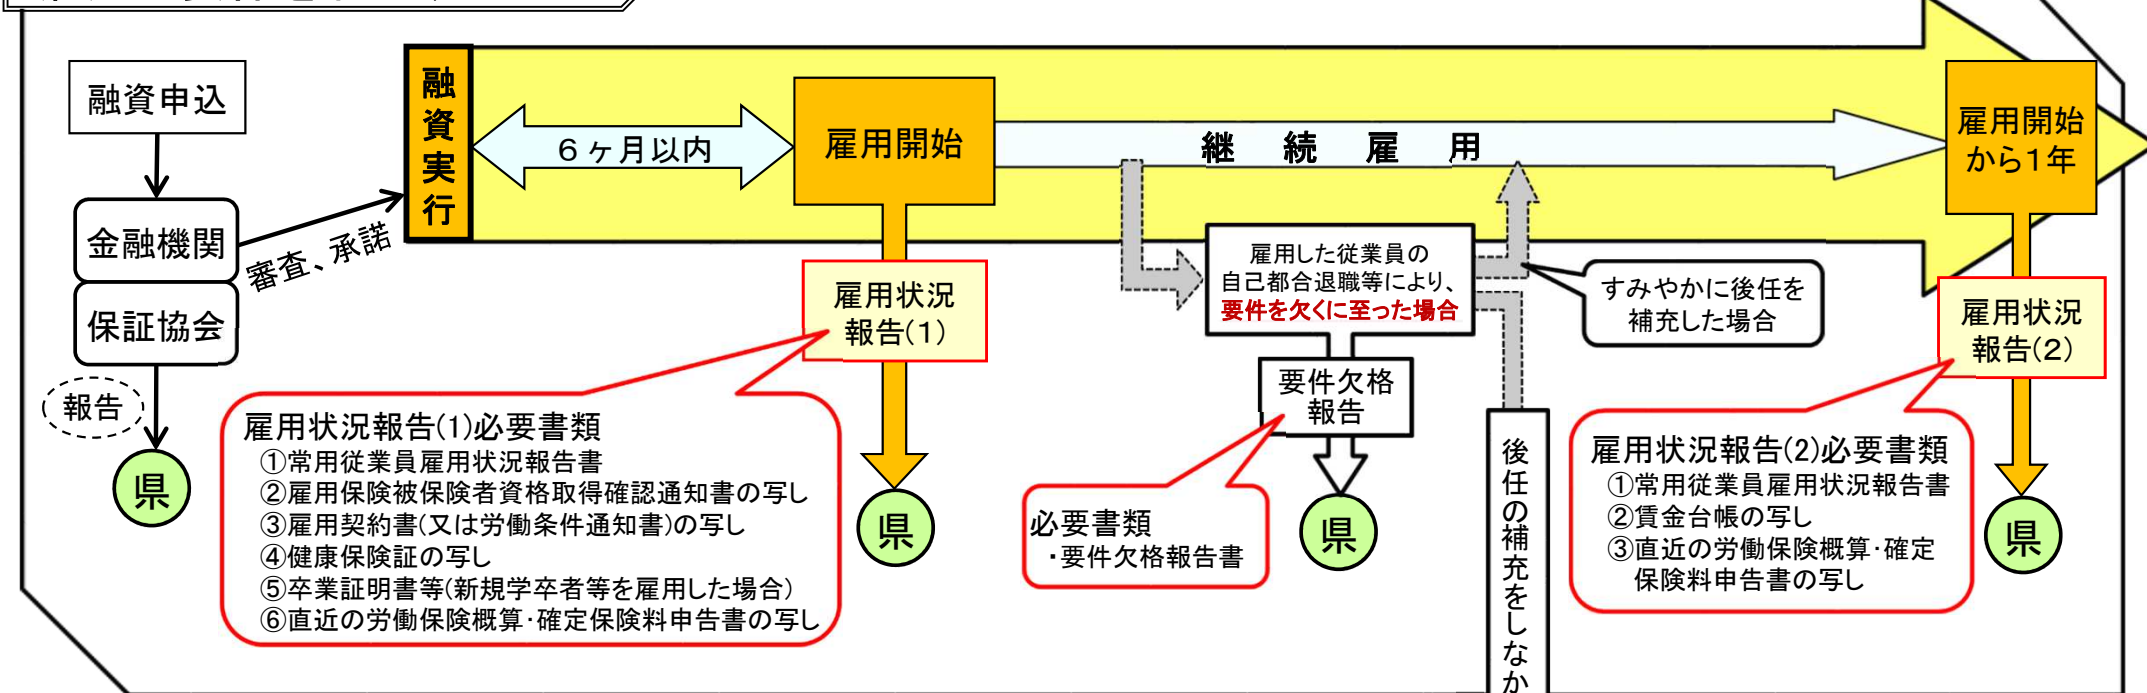 融資申込
金融機関
保証協会
審査、承諾
報告
県
融資実行
６ヶ月以内
雇用開始
継続雇用
雇用開始
から１年
雇用状況
報告(1)
雇用状況報告(1)必要書類
①常用従業員雇用状況報告書
②雇用保険被保険者資格取得確認通知書の写し
③雇用契約書(又は労働条件通知書)の写し
④健康保険証の写し
⑤卒業証明書等(新規学卒者等を雇用した場合)
⑥直近の労働保険概算・確定保険料申告書の写し
県
雇用した従業員の
自己都合退職等により、
要件を欠くに至った場合
すみやかに後任を
補充した場合
要件欠格
報告
必要書類
・要件欠格報告書
県
後任の補充をしなか
雇用状況
報告(2)
雇用状況報告(2)必要書類
①常用従業員雇用状況報告書
②賃金台帳の写し
③直近の労働保険概算・確定
保険料申告書の写し
県